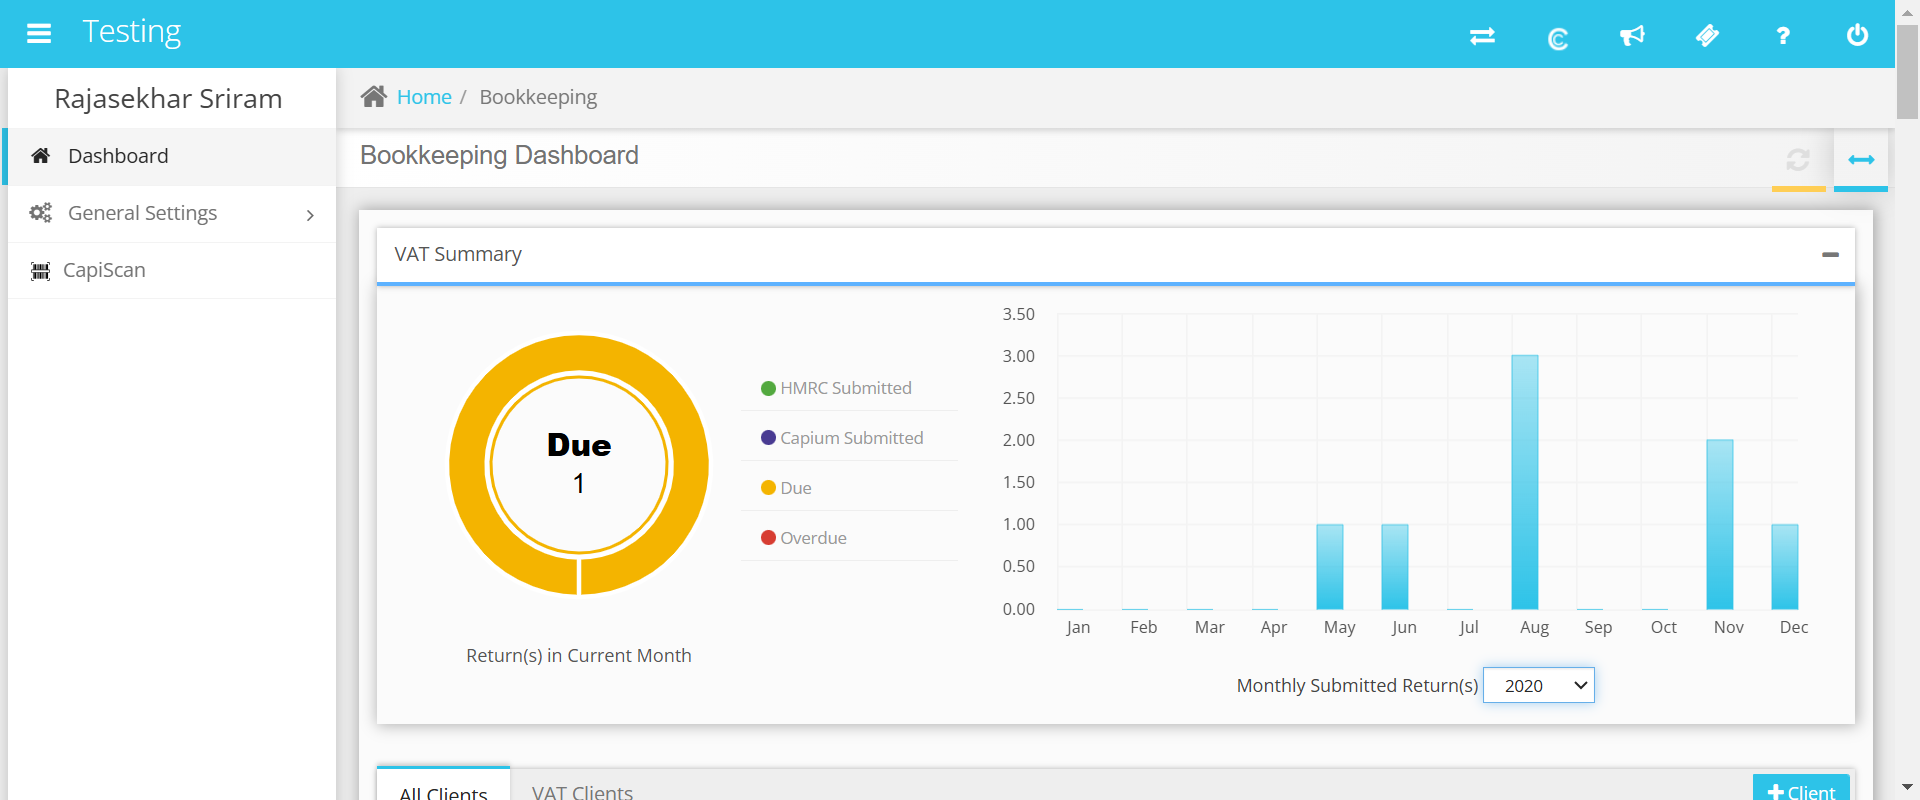 Testing
?
Rajasekhar Sriram
Dashboard
General Settings
CapiScan
Home / Bookkeeping
Bookkeeping Dashboard
VAT Summary
Due
1
Return(s) in Current Month
HMRC Submitted
Capium Submitted
Due
Overdue
3.50
3.00
2.50
2.00
1.50
1.00
0.50
0.00
Jan Feb Mar Apr May Jun Jul Aug Sep Oct Nov Dec
Monthly Submitted Return(s) 2020
All Clients VAT Clients + Client